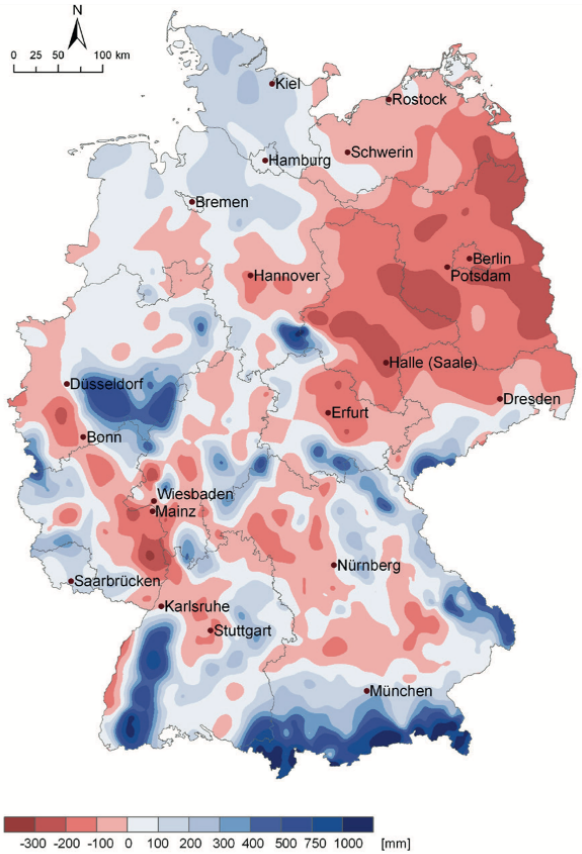 N
0 25 50 100 km
Kiel
Rostock
Schwerin
Hamburg
Bremen
Berlin
Potsdam
Hannover
Halle (Saale)
Düsseldorf
Dresden
Erfurt
Bonn
Wiesbaden
Mainz
Nürnberg
Saarbrücken
Karlsruhe
Stuttgart
München
-300 -200 -100 0 100 200 300 400 500 750 1000 [mm]